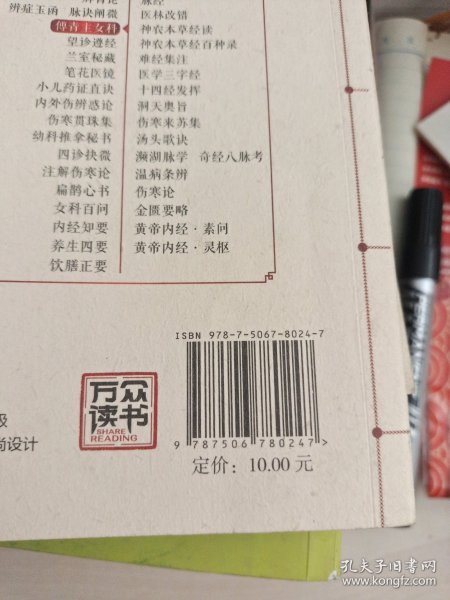 辨症玉函 脉诀阐微
傅青主女科
望诊遵经
兰室秘藏
笔花医镜
小儿药证直诀
内外伤辨惑论
伤寒贯珠集
幼科推拿秘书
四诊抉微
注解伤寒论
扁鹊心书
女科百问
内经知要
养生四要
饮膳正要
脉经
医林改错
神农本草经读
神农本草经百种录
难经集注
医学三字经
十四经发挥
洞天奥旨
伤寒来苏集
汤头歌诀
濒湖脉学 奇经八脉考
温病条辨
伤寒论
金匮要略
黄帝内经·素问
黄帝内经·灵枢
ISBN 978-7-5067-8024-7
9 787506 780247 >
定价：10.00 元
万众
读书
SHARE
READING
级
尚设计
孔夫子旧书网
www.kongfz.com